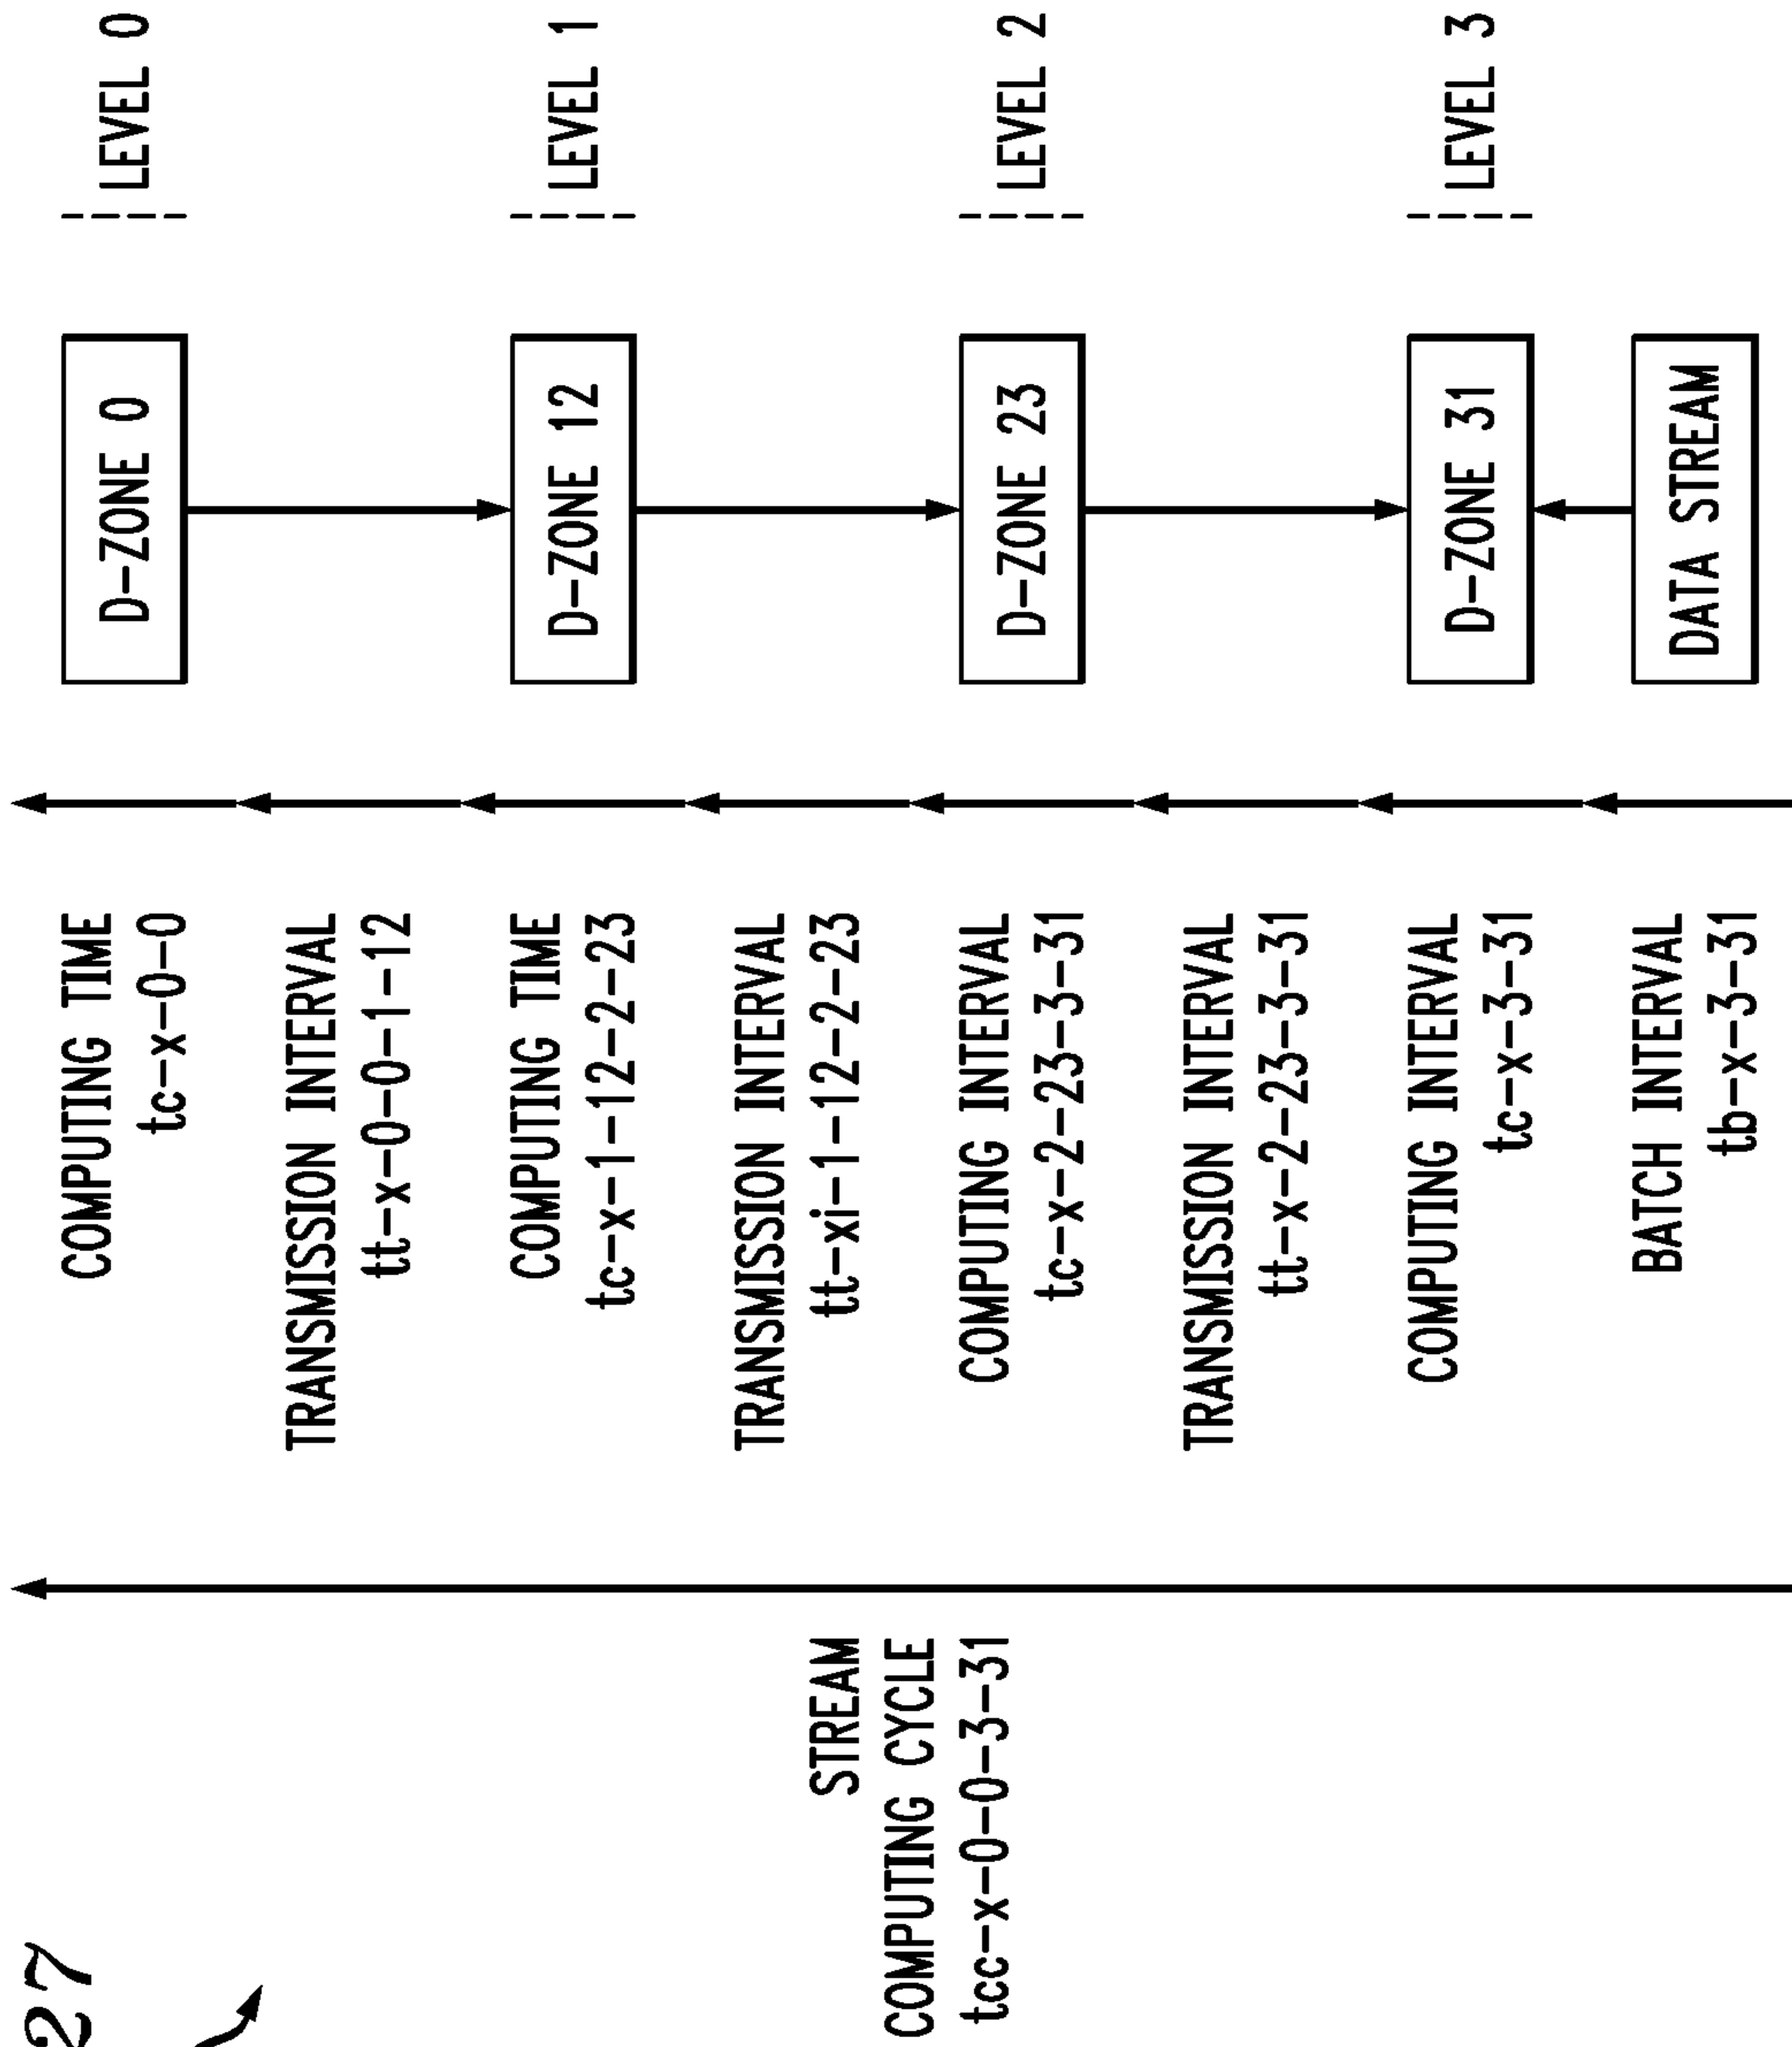 27
STREAM
COMPUTING CYCLE
tcc-x-0-0-3-31
COMPUTING TIME
tc-x-0-0
TRANSMISSION INTERVAL
tt-x-0-0-1-12
COMPUTING TIME
tc-x-1-12-2-23
TRANSMISSION INTERVAL
tt-xi-1-12-2-23
COMPUTING INTERVAL
tc-x-2-23-3-31
TRANSMISSION INTERVAL
tt-x-2-23-3-31
COMPUTING INTERVAL
tc-x-3-31
BATCH INTERVAL
tb-x-3-31
D-ZONE 0
D-ZONE 12
D-ZONE 23
D-ZONE 31
DATA STREAM
LEVEL 0
LEVEL 1
LEVEL 2
LEVEL 3